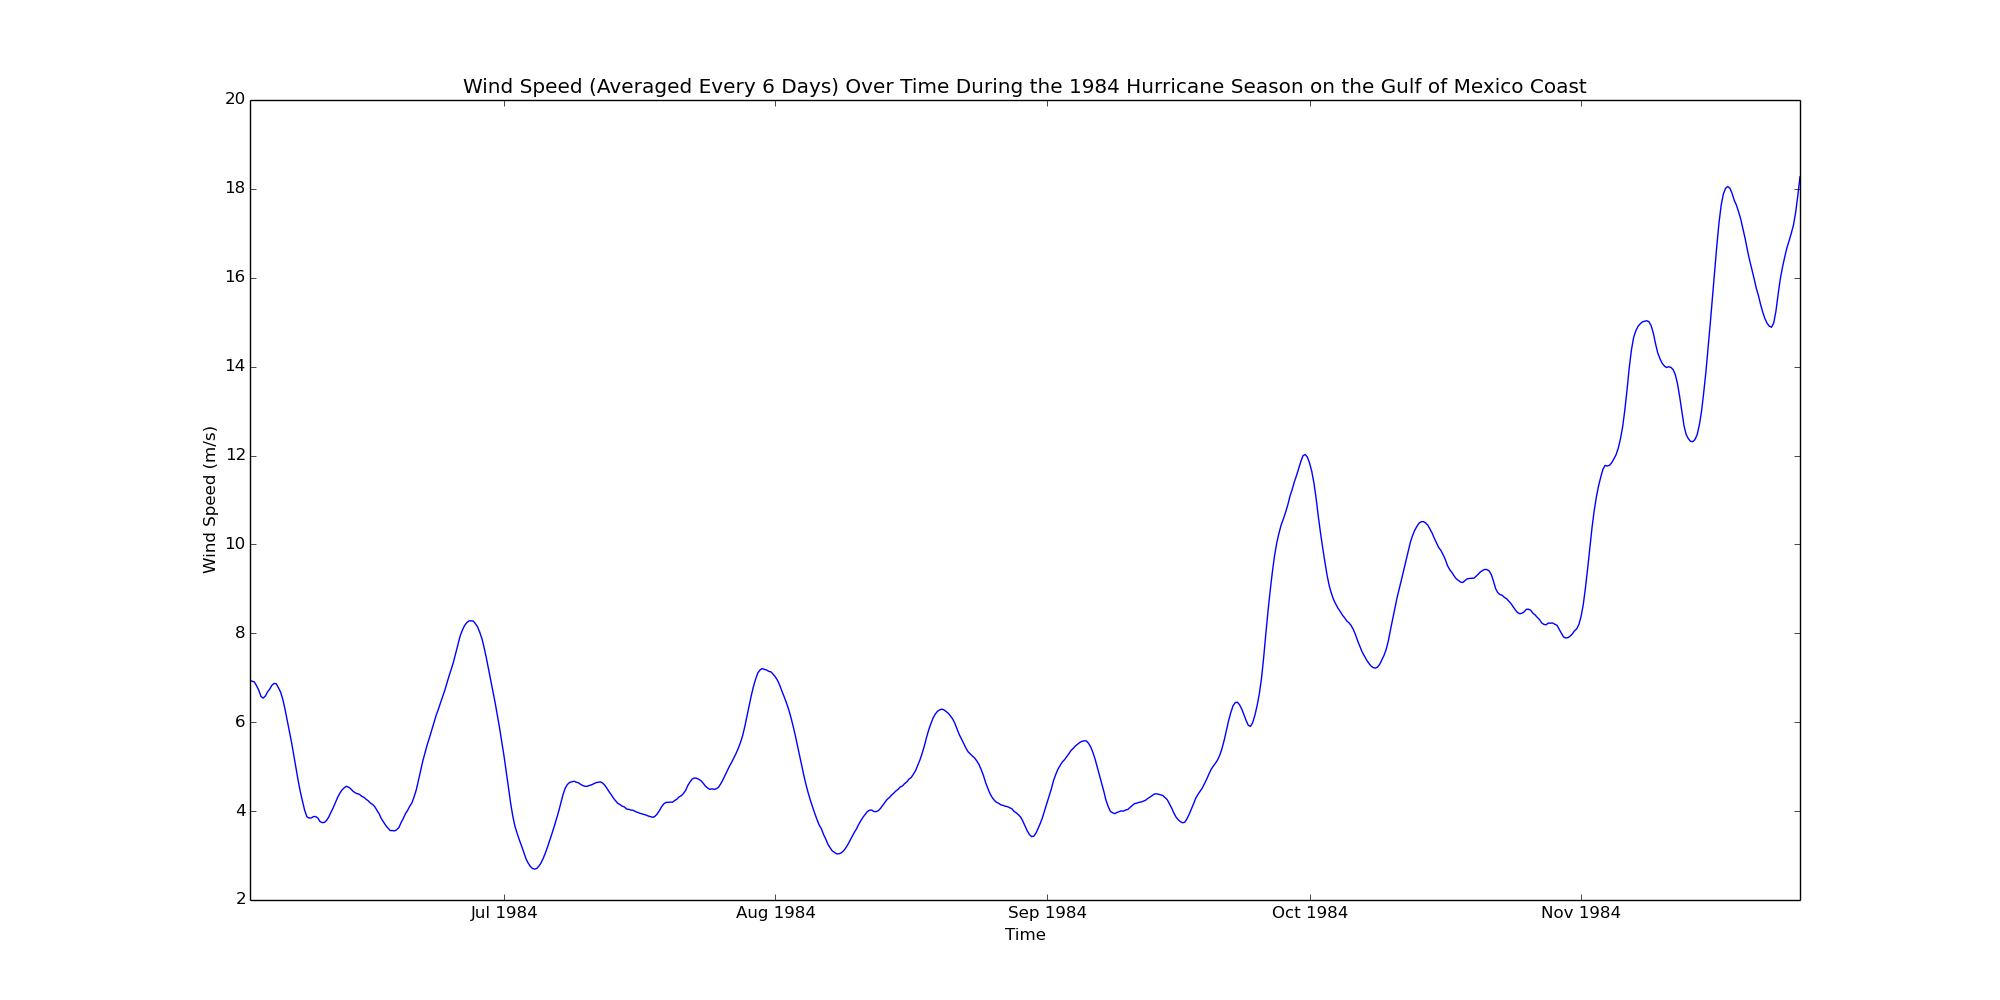 Wind Speed (Averaged Every 6 Days) Over Time During the 1984 Hurricane Season on the Gulf of Mexico Coast
20
18
16
14
12
10
8
6
4
2
Wind Speed (m/s)
Jul 1984 Aug 1984 Sep 1984 Oct 1984 Nov 1984
Time